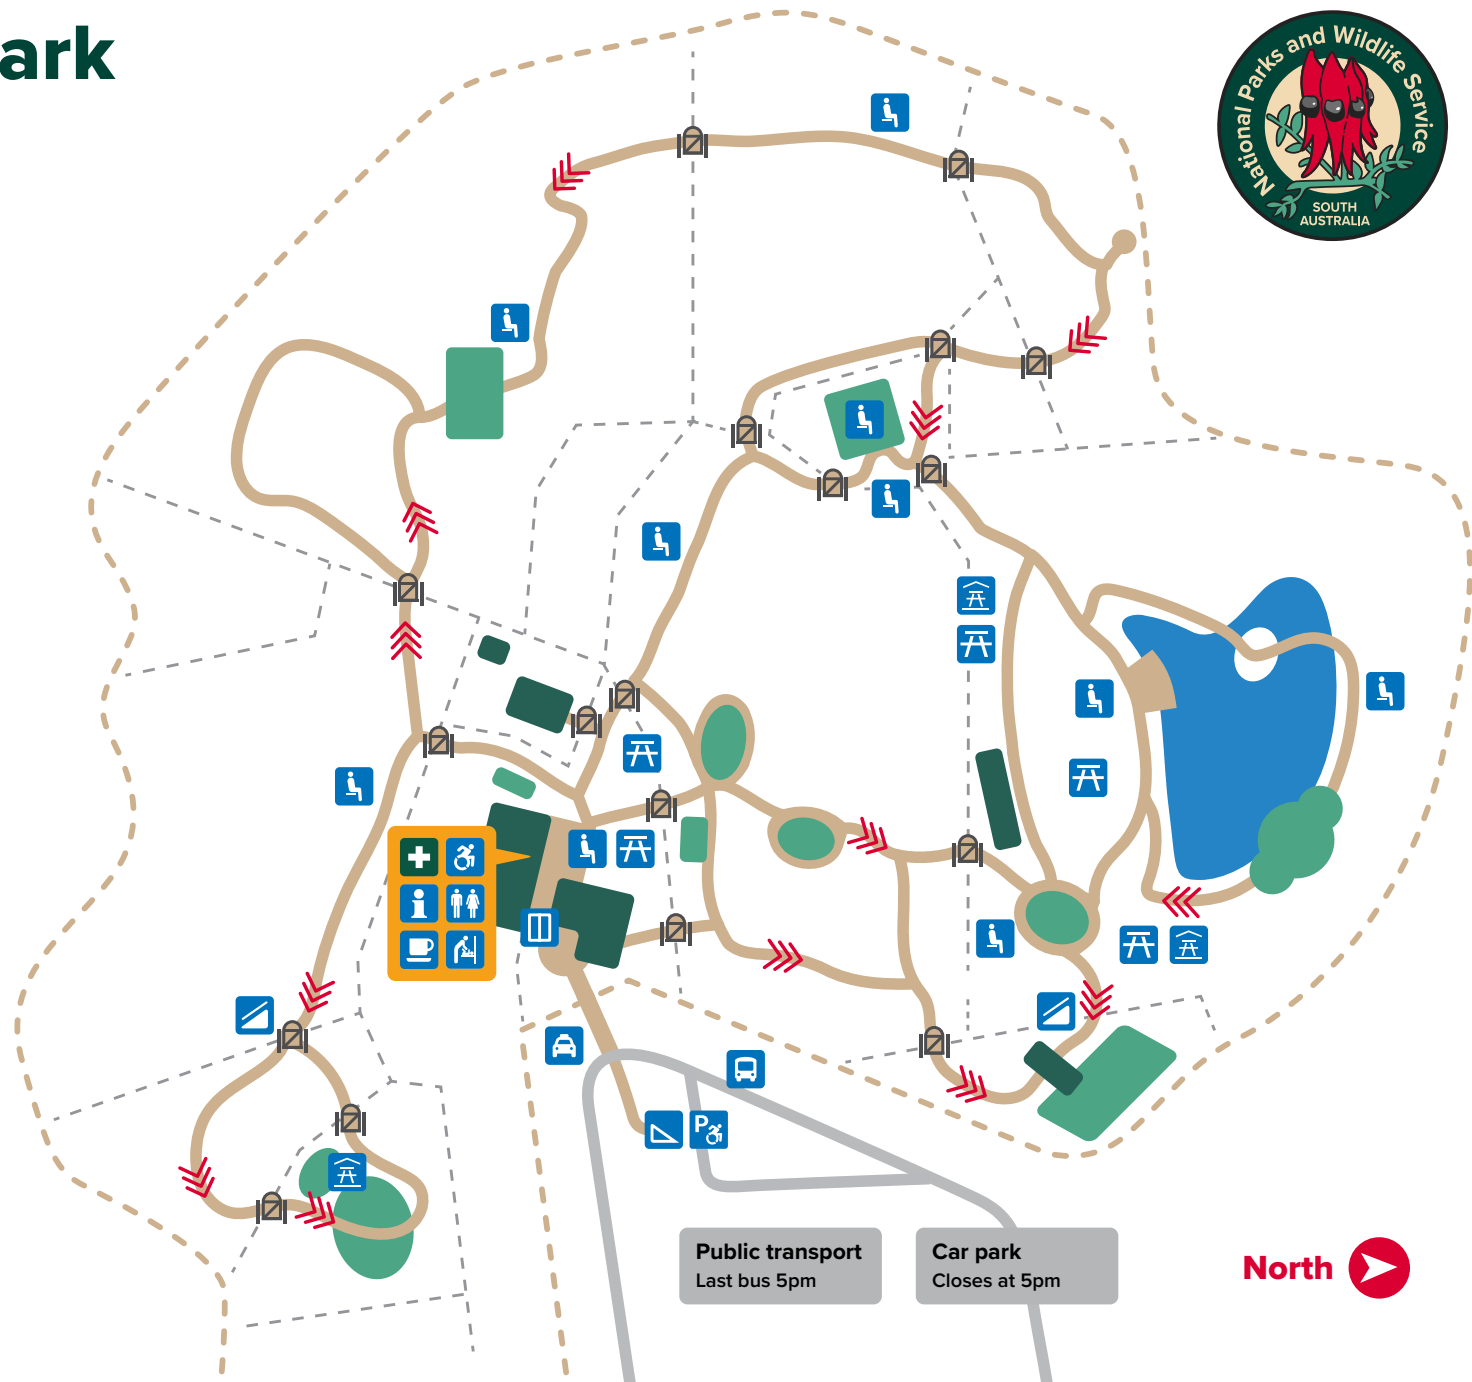 ark
National Parks and Wildlife Service
SOUTH
AUSTRALIA
P
Public transport
Last bus 5pm
Car park
Closes at 5pm
North